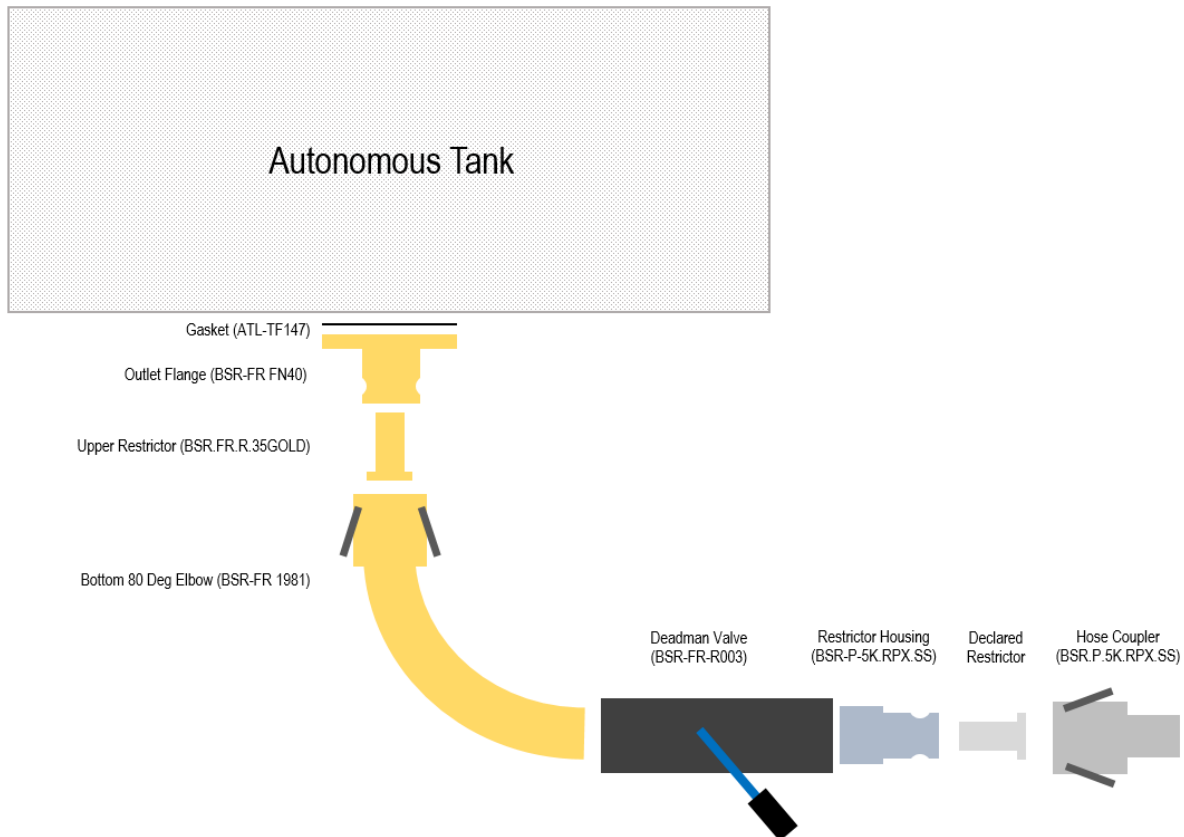 Autonomous Tank
Gasket (ATL-TF147)
Outlet Flange (BSR-FR FN40)
Upper Restrictor (BSR.FR.R.35GOLD)
Bottom 80 Deg Elbow (BSR-FR 1981)
Deadman Valve
(BSR-FR-R003)
Restrictor Housing
(BSR-P-5K.RPX.SS)
Declared
Restrictor
Hose Coupler
(BSR.P.5K.RPX.SS)